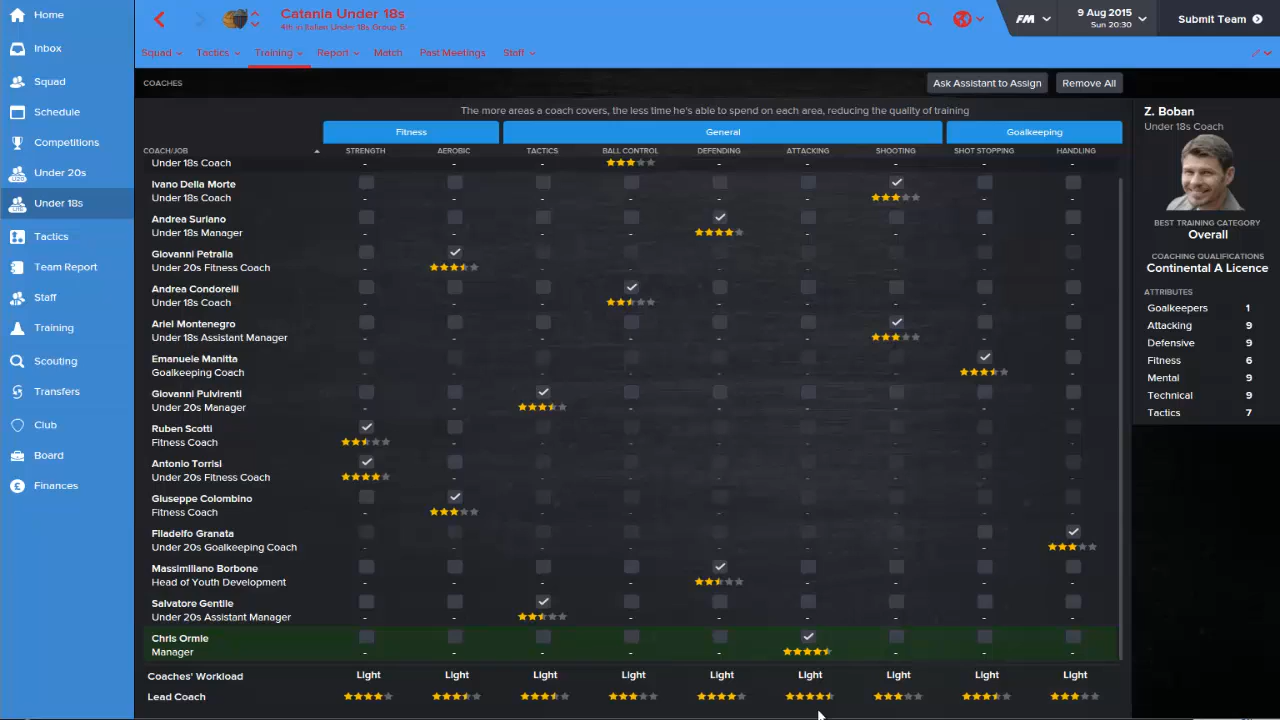 Home
Inbox
Squad
Schedule
Competitions
Under 20s
Under 18s
Tactics
Team Report
Staff
Training
Scouting
Transfers
Club
Board
Finances
Catania Under 18s
4th in Italian Under 18s Group
FM
9 Aug 2015
Sun 20:30
Submit Team
Squad Tactics Training Report Match Past Meetings Staff
COACHES
Ask Assistant to Assign
Remove All
The more areas a coach covers, the less time he's able to spend on each area, reducing the quality of training
Fitness General Goalkeeping
COACH/JOB STRENGTH AEROBIC TACTICS BALL CONTROL DEFENDING ATTACKING SHOOTING SHOT STOPPING HANDLING
Under 18s Coach
Ivano Della Morte
Under 18s Coach
Andrea Suriano
Under 18s Manager
Giovanni Petralia
Under 20s Fitness Coach
Andrea Condorelli
Under 18s Coach
Ariel Montenegro
Under 18s Assistant Manager
Emanuele Manitta
Goalkeeping Coach
Giovanni Pulvirenti
Under 20s Manager
Ruben Scotti
Fitness Coach
Antonio Torrisi
Under 20s Fitness Coach
Giuseppe Colombino
Fitness Coach
Filadelfo Granata
Under 20s Goalkeeping Coach
Massimiliano Borbone
Head of Youth Development
Salvatore Gentile
Under 20s Assistant Manager
Chris Ormie
Manager
Coaches' Workload Light Light Light Light Light Light Light Light Light
Lead Coach
Z. Boban
Under 18s Coach
BEST TRAINING CATEGORY
Overall
COACHING QUALIFICATIONS
Continental A Licence
ATTRIBUTES
Goalkeepers 1
Attacking 9
Defensive 9
Fitness 6
Mental 9
Technical 9
Tactics 7